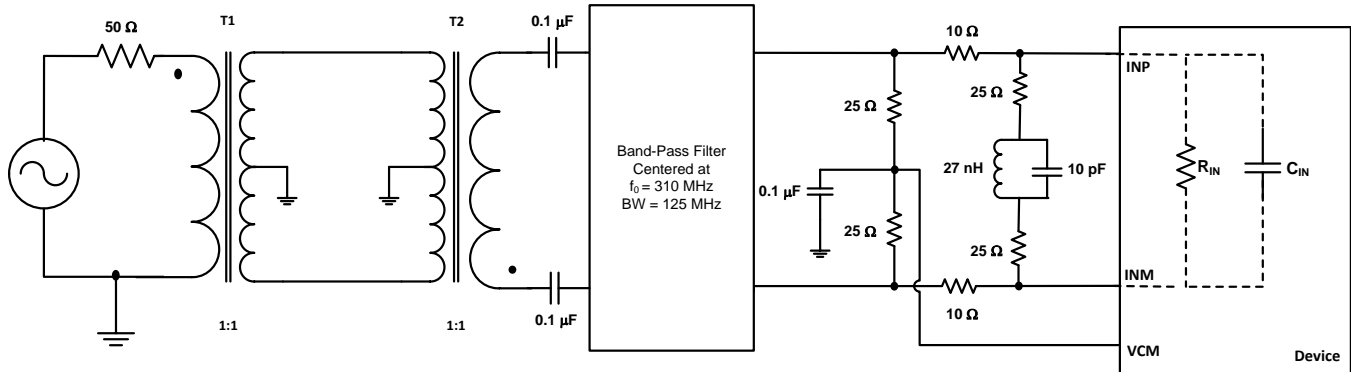 50 Ω
T1
T2
0.1 µF
0.1 µF
1:1
1:1
Band-Pass Filter
Centered at
f₀ = 310 MHz
BW = 125 MHz
0.1 µF
25 Ω
25 Ω
10 Ω
10 Ω
25 Ω
27 nH
10 pF
25 Ω
INP
INM
VCM
R_IN
C_IN
Device